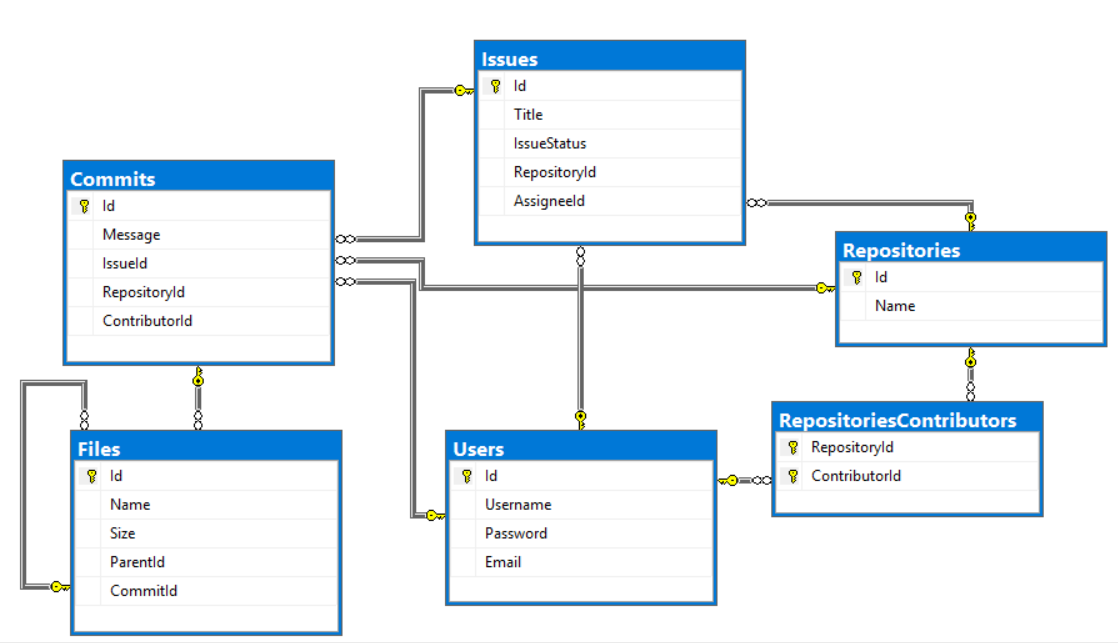 Issues
Id
Title
IssueStatus
RepositoryId
AssigneeId
Commits
Id
Message
IssueId
RepositoryId
ContributorId
Repositories
Id
Name
Files
Id
Name
Size
ParentId
CommitId
Users
Id
Username
Password
Email
RepositoriesContributors
RepositoryId
ContributorId